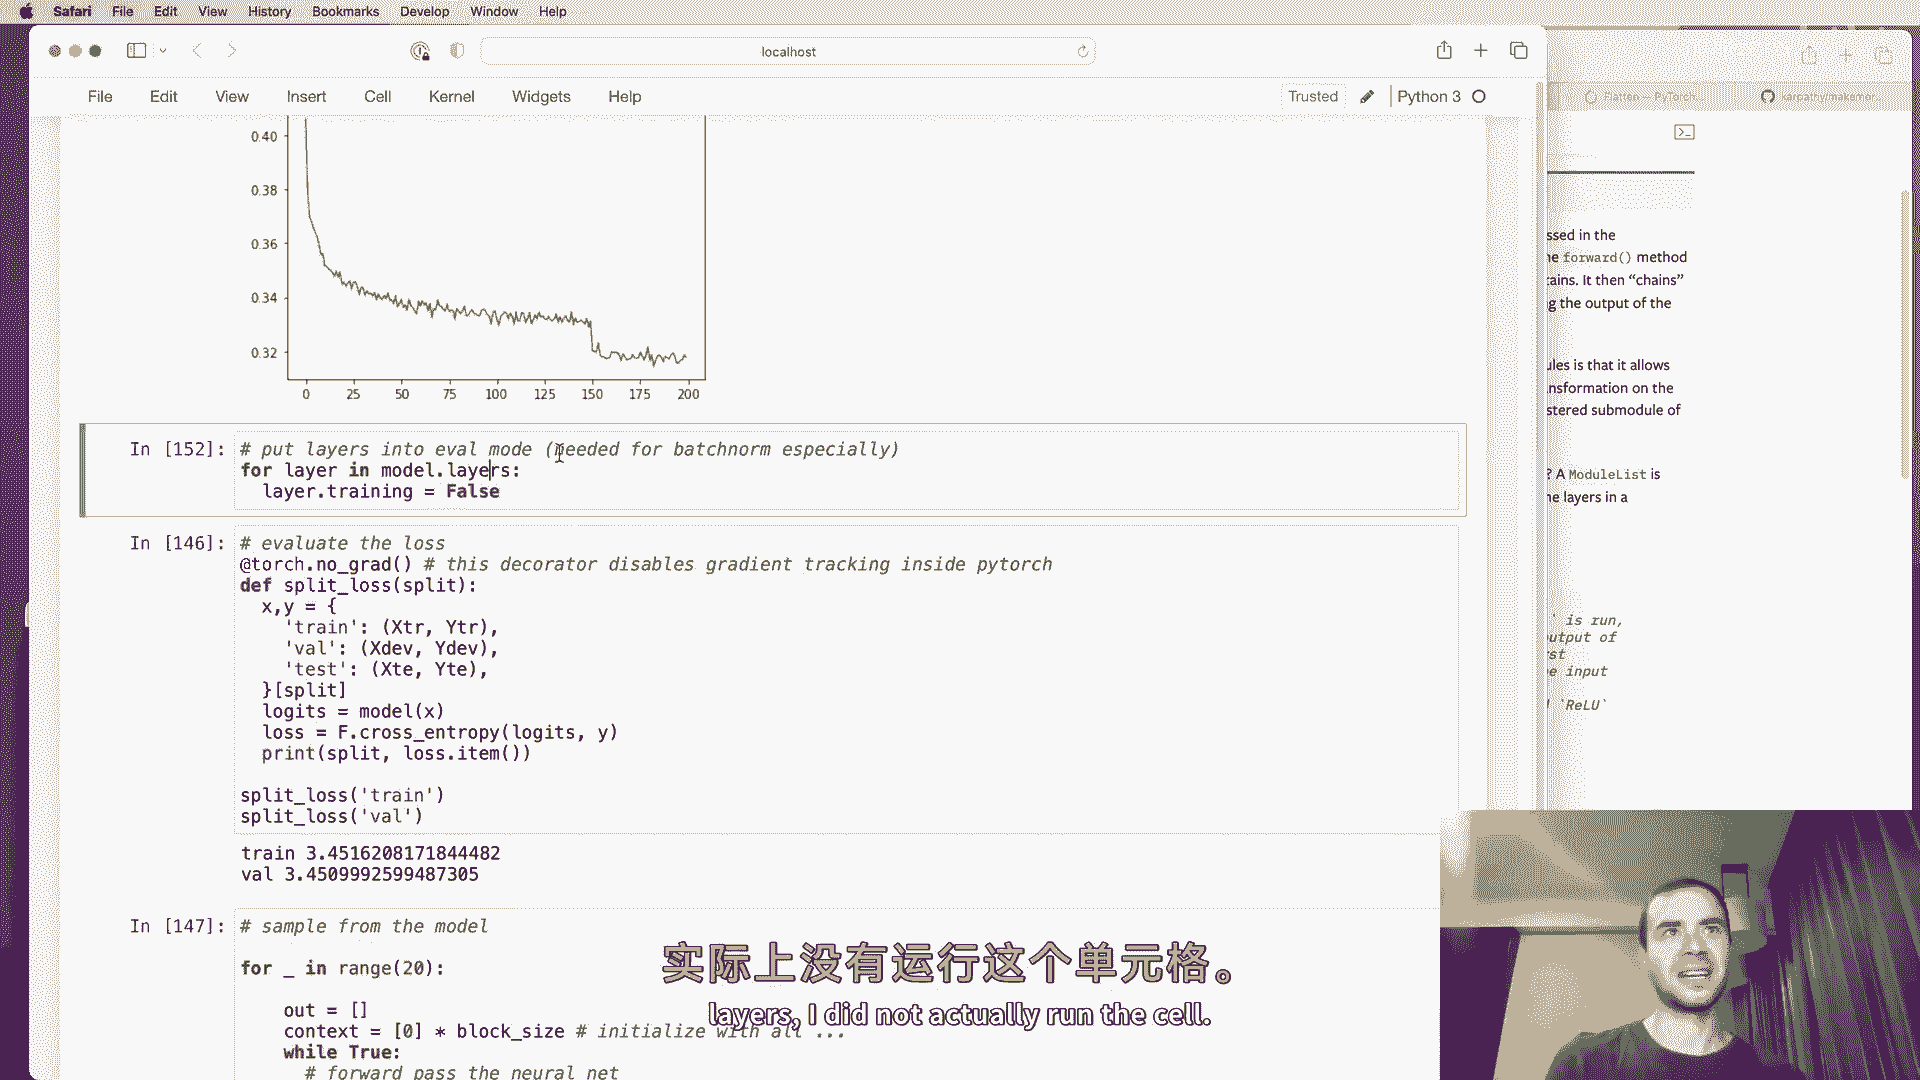 Safari File Edit View History Bookmarks Develop Window Help
localhost
File Edit View Insert Cell Kernel Widgets Help
Trusted Python 3
Flatten — PyTorch...
0.40
0.38
0.36
0.34
0.32
0 25 50 75 100 125 150 175 200
In [152]: # put layers into eval mode (needed for batchnorm especially)
for layer in model.layers:
layer.training = False
In [146]: # evaluate the loss
@torch.no_grad() # this decorator disables gradient tracking inside pytorch
def split_loss(split):
x,y = {
'train': (Xtr, Ytr),
'val': (Xdev, Ydev),
'test': (Xte, Yte),
}[split]
logits = model(x)
loss = F.cross_entropy(logits, y)
print(split, loss.item())
split_loss('train')
split_loss('val')
train 3.4516208171844482
val 3.4509992599487305
In [147]: # sample from the model
for _ in range(20):
out = []
context = [0] * block_size # initialize with all ...
while True:
# forward pass the neural net
ssed in the
forward() method
tains. It then “chains”
g the output of the
ules is that it allows
nsformation on the
stered submodule of
? A ModuleList is
he layers in a
is run,
utput of
st
e input
`ReLU`
实际上没有运行这个单元格。
layers, I did not actually run the cell.